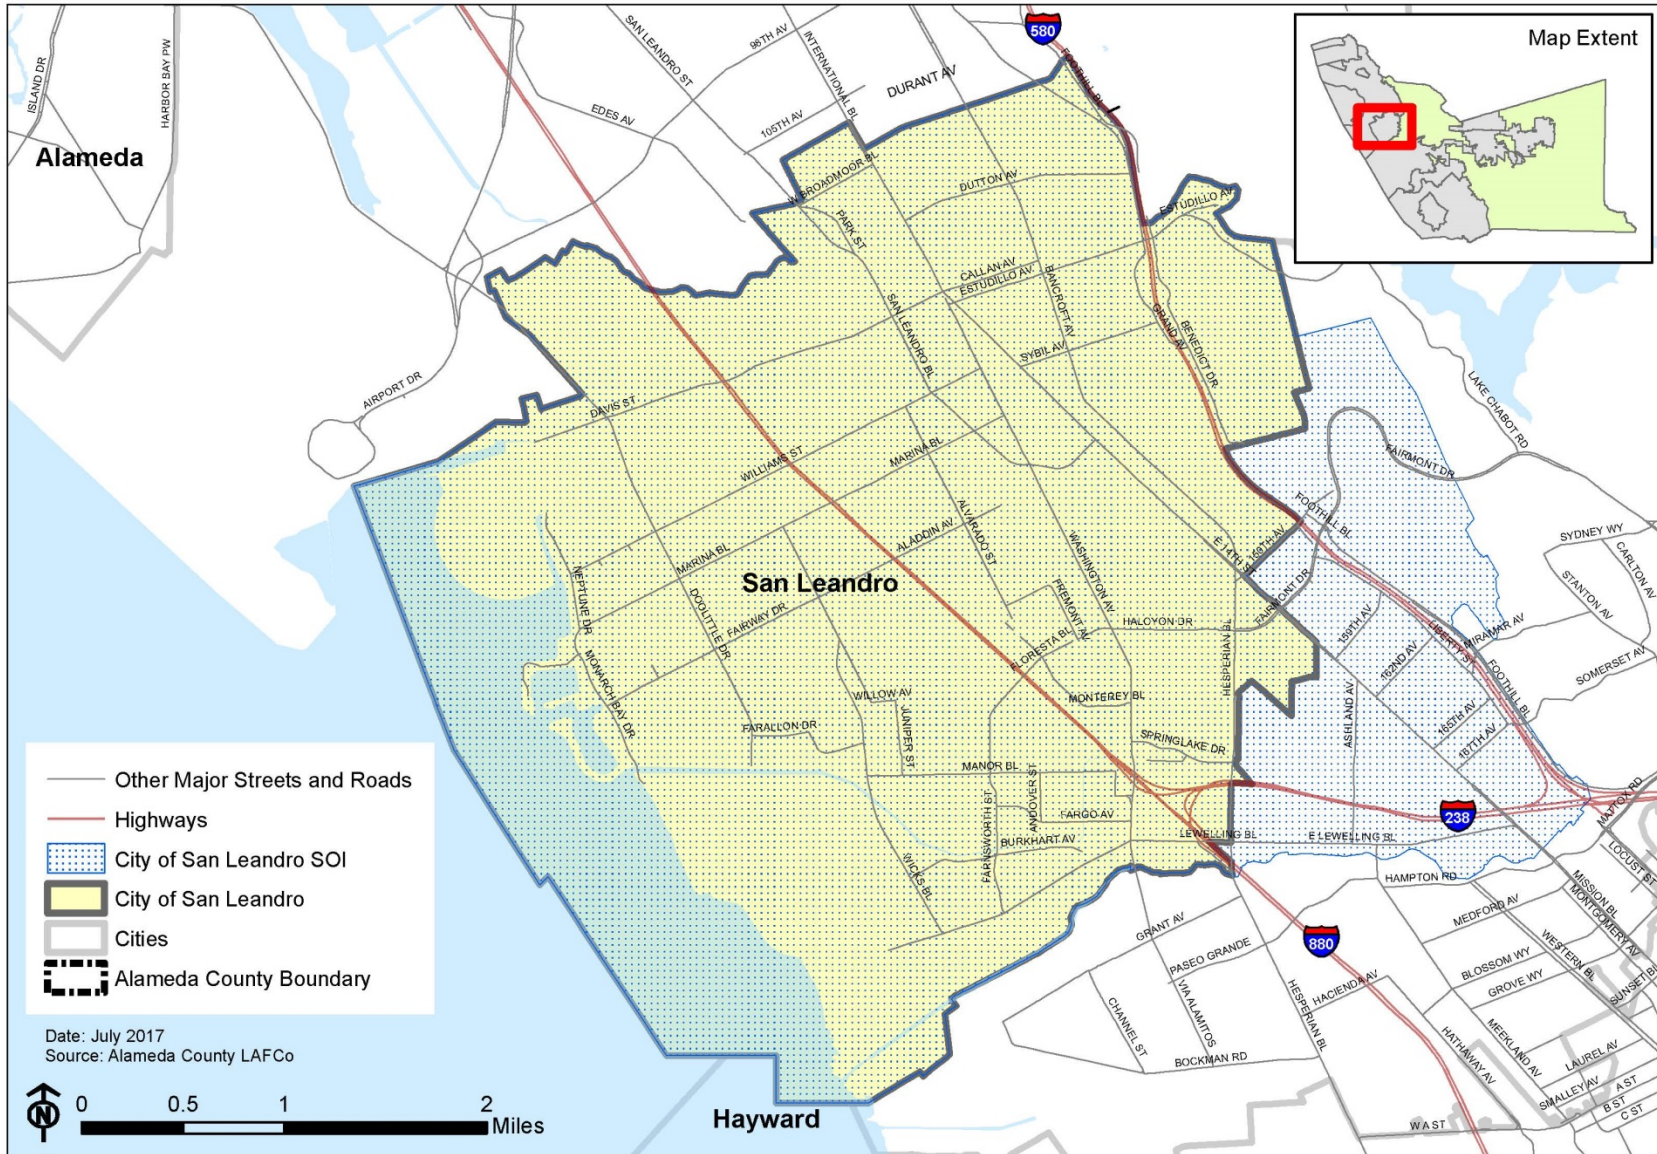 580
Map Extent
ISLAND DR
HARBOR BAY PW
SAN LEANDRO ST
98TH AV
INTERNATIONAL BL
FOOTHILL BL
DURANT AV
EDES AV
105TH AV
Alameda
W BROADMOOR BL
DUTTON AV
ESTUDILLO AV
PARK ST
CALLAN AV
ESTUDILLO AV
BANCROFT AV
SAN LEANDRO BL
GRAND AV
BENEDICT DR
SYBIL AV
AIRPORT DR
DAVIS ST
LAKE CHABOT RD
WILLIAMS ST
MARINA BL
FAIRMONT DR
FOOTHILL BL
ALVARADO ST
ALADDIN AV
WASHINGTON AV
E 14TH ST
150TH AV
SYDNEY WY
CARLTON AV
STANTON AV
MARINA BL
NEPTUNE DR
San Leandro
DOOLITTLE DR
FAIRWAY DR
FREMONT AV
HALCYON DR
FAIRMONT DR
159TH AV
LIBERTY ST
MIRAMAR AV
FLORESTA BL
HESPERIAN BL
162ND AV
FOOTHILL BL
SOMERSET AV
MONARCH BAY DR
WILLOW AV
JUNIPER ST
MONTEREY BL
ASHLAND AV
165TH AV
167TH AV
FARALLON DR
SPRINGLAKE DR
MANOR BL
ANDOVER ST
FARNSWORTH ST
FARGO AV
238
MATTOX RD
LEWELLING BL
E LEWELLING BL
BURKHART AV
WICKS BL
LOCUST ST
HAMPTON RD
MISSION BL
MONTGOMERY AV
MEDFORD AV
GRANT AV
880
PASEO GRANDE
WESTERN BL
BLOSSOM WY
SUNSET BL
GROVE WY
HACIENDA AV
VIA ALAMITOS
CHANNEL ST
HESPERIAN BL
HATHAWAY AV
MEEKLAND AV
BOCKMAN RD
LAUREL AV
SMALLEY AV
A ST
B ST
C ST
W A ST
Hayward
Other Major Streets and Roads
Highways
City of San Leandro SOI
City of San Leandro
Cities
Alameda County Boundary
Date: July 2017
Source: Alameda County LAFCo
N
0 0.5 1 2
Miles